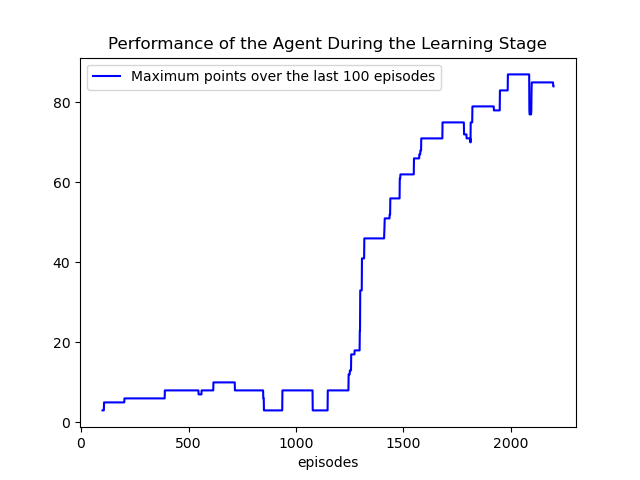 Performance of the Agent During the Learning Stage
Maximum points over the last 100 episodes
80
60
40
20
0
0 500 1000 1500 2000
episodes